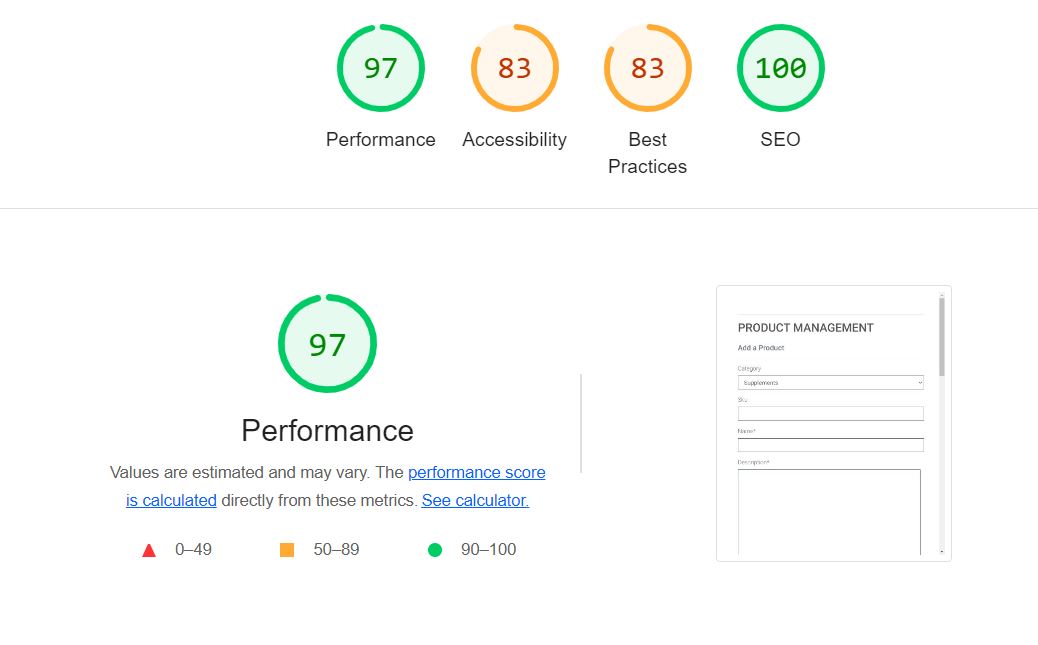 97
83
83
100
Performance
Accessibility
Best
Practices
SEO
97
Performance
Values are estimated and may vary. The performance score
is calculated directly from these metrics. See calculator.
0–49
50–89
90–100
PRODUCT MANAGEMENT
Add a Product
Category
Supplements
Sku
Name*
Description*